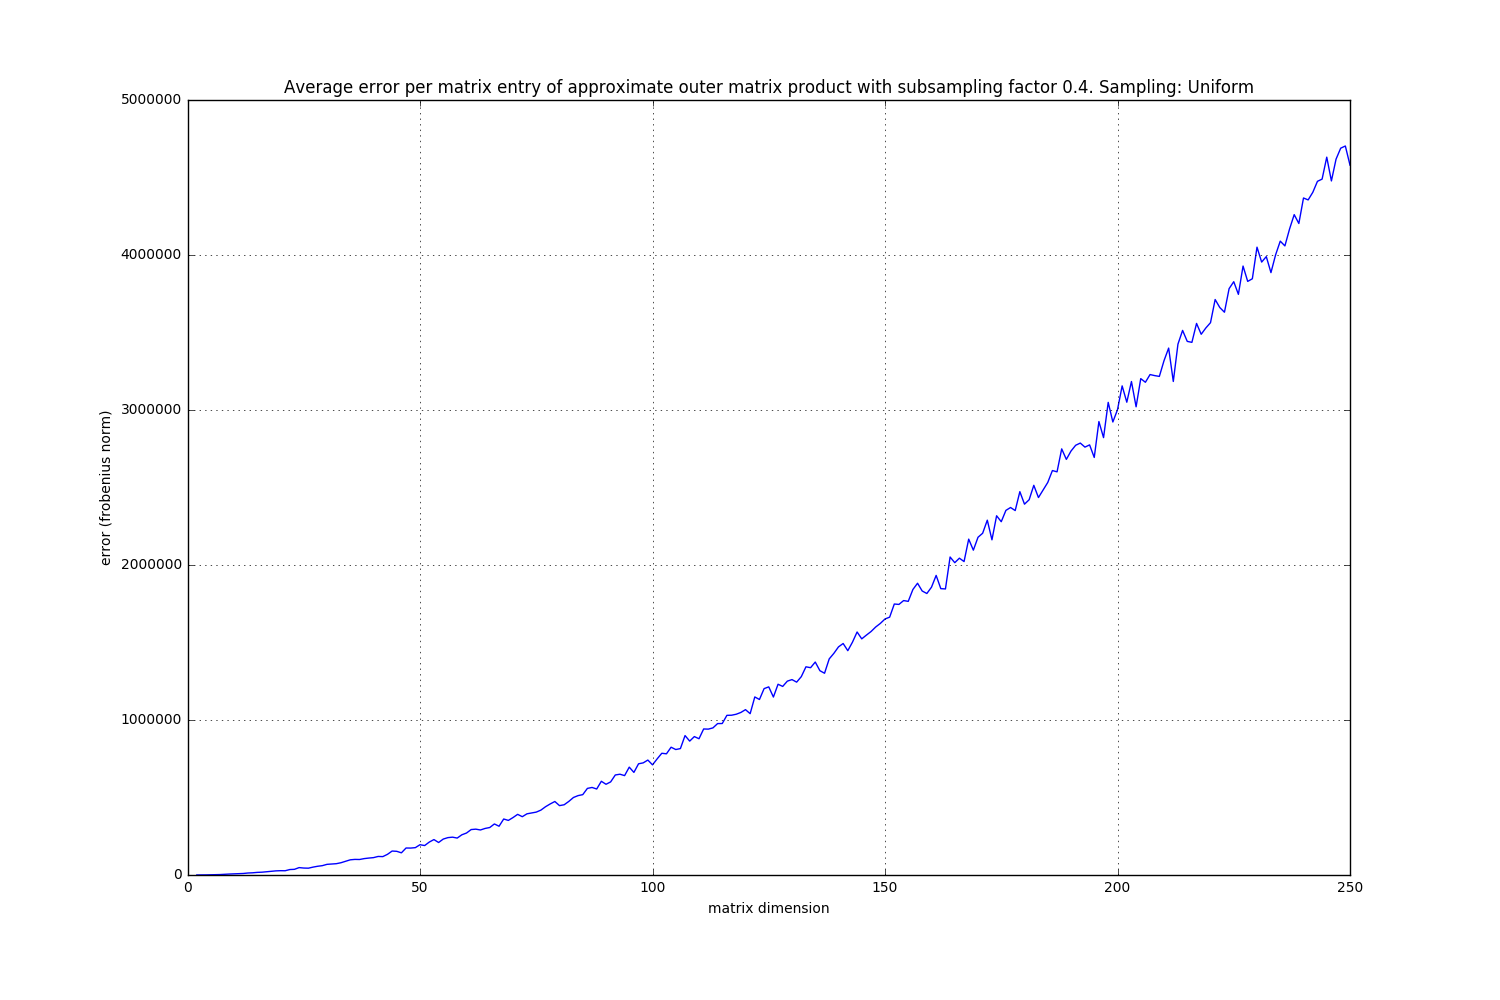 Average error per matrix entry of approximate outer matrix product with subsampling factor 0.4. Sampling: Uniform
5000000
4000000
3000000
2000000
1000000
0
error (frobenius norm)
0 50 100 150 200 250
matrix dimension